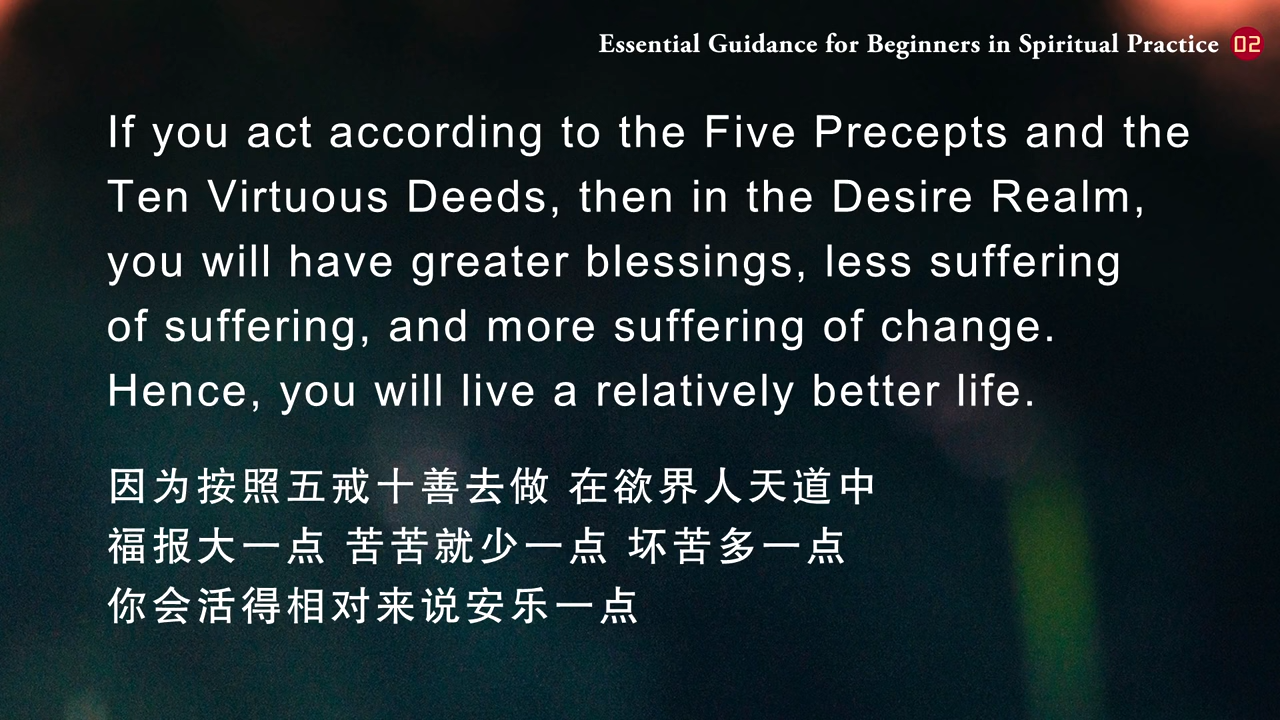 Essential Guidance for Beginners in Spiritual Practice 02
If you act according to the Five Precepts and the
Ten Virtuous Deeds, then in the Desire Realm,
you will have greater blessings, less suffering
of suffering, and more suffering of change.
Hence, you will live a relatively better life.
因为按照五戒十善去做 在欲界人天道中
福报大一点 苦苦就少一点 坏苦多一点
你会活得相对来说安乐一点